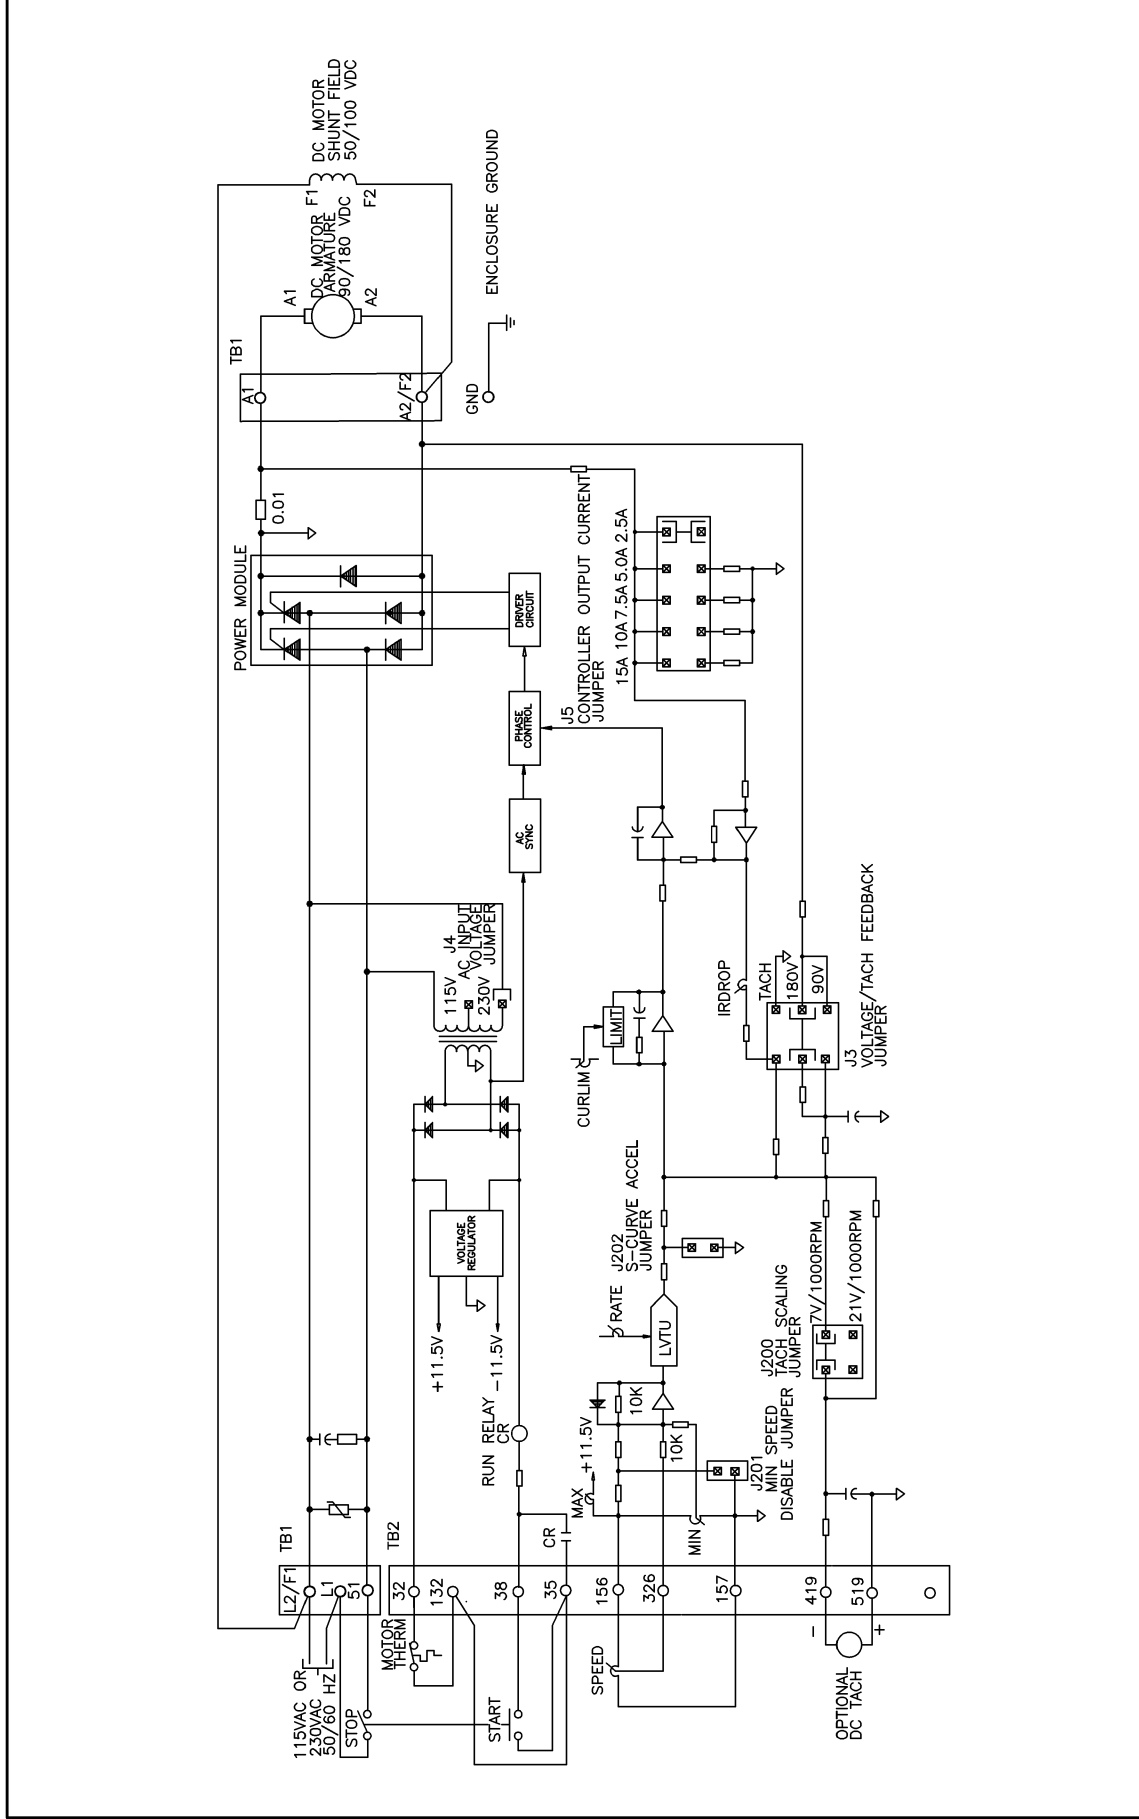 115VAC OR
230VAC
50/60 HZ
STOP
L2/F1
L1
51
TB1
START
MOTOR
THERM
32
132
38
35
156
326
157
419
519
TB2
SPEED
OPTIONAL
DC TACH
-
+
CR
RUN RELAY
CR
+11.5V
-11.5V
VOLTAGE
REGULATOR
MAX
+11.5V
MIN
10K
10K
J201
MIN SPEED
DISABLE JUMPER
LVTU
RATE
J202
S-CURVE ACCEL
JUMPER
J200
TACH SCALING
JUMPER
7V/1000RPM
21V/1000RPM
CURLIM
LIMIT
IRDROP
TACH
180V
90V
J3
VOLTAGE/TACH FEEDBACK
JUMPER
115V
230V
J4
AC INPUT
VOLTAGE
JUMPER
AC
SYNC
PHASE
CONTROL
DRIVER
CIRCUIT
J5
CONTROLLER OUTPUT CURRENT
JUMPER
15A 10A 7.5A 5.0A 2.5A
POWER MODULE
0.01
TB1
A1
A2/F2
GND
ENCLOSURE GROUND
A1
A2
DC MOTOR
ARMATURE
90/180 VDC
F1
F2
DC MOTOR
SHUNT FIELD
50/100 VDC